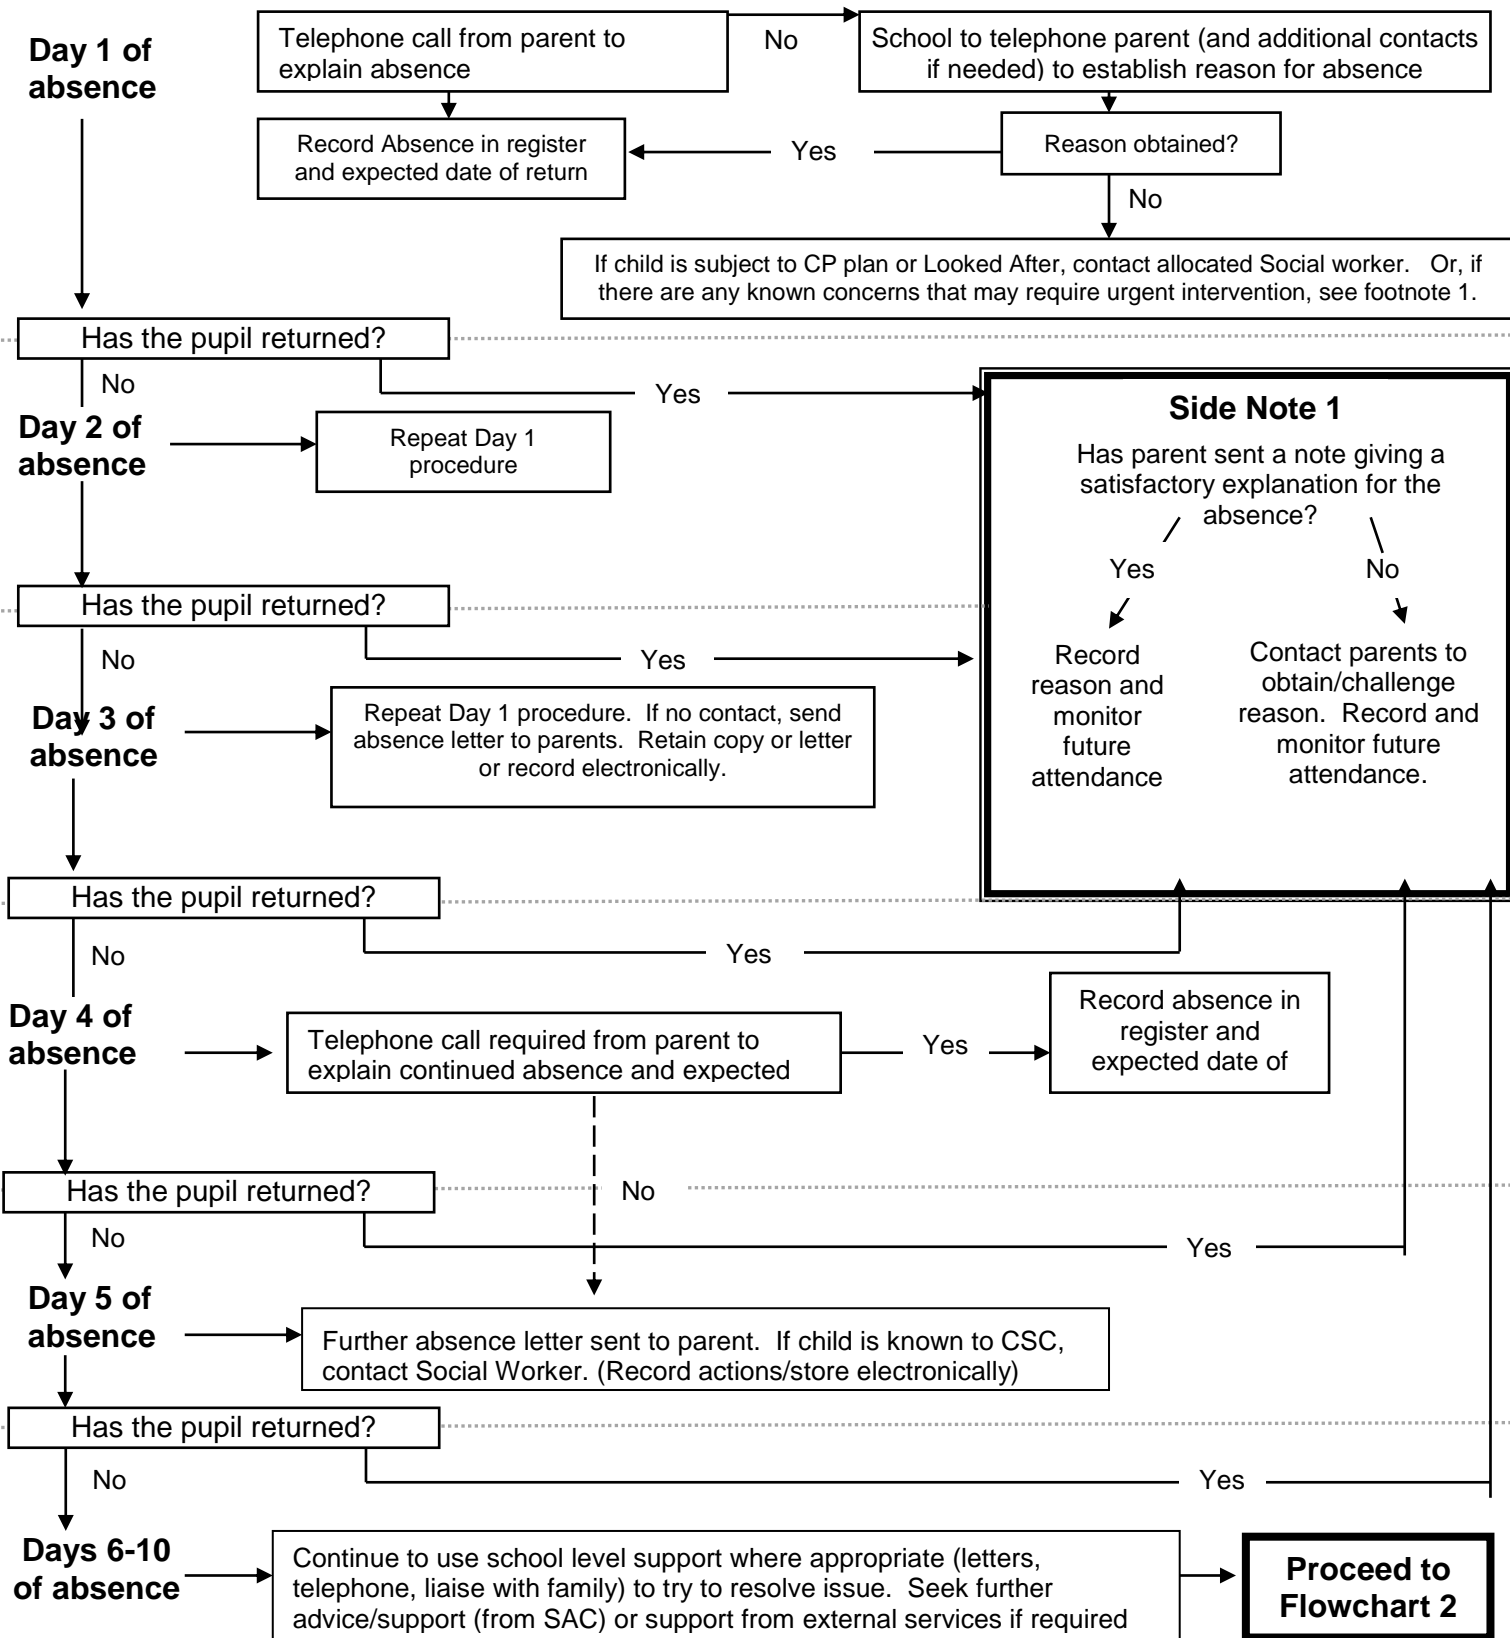 Day 1 of
absence
Telephone call from parent to
explain absence
No
School to telephone parent (and additional contacts
if needed) to establish reason for absence
Record Absence in register
and expected date of return
Yes
Reason obtained?
No
If child is subject to CP plan or Looked After, contact allocated Social worker. Or, if
there are any known concerns that may require urgent intervention, see footnote 1.
Has the pupil returned?
No
Yes
Day 2 of
absence
Repeat Day 1
procedure
Side Note 1
Has parent sent a note giving a
satisfactory explanation for the
absence?
Yes
No
Record
reason and
monitor
future
attendance
Contact parents to
obtain/challenge
reason. Record and
monitor future
attendance.
Has the pupil returned?
No
Yes
Day 3 of
absence
Repeat Day 1 procedure. If no contact, send
absence letter to parents. Retain copy or letter
or record electronically.
Has the pupil returned?
No
Yes
Day 4 of
absence
Telephone call required from parent to
explain continued absence and expected
Yes
Record absence in
register and
expected date of
Has the pupil returned?
No
No
Yes
Day 5 of
absence
Further absence letter sent to parent. If child is known to CSC,
contact Social Worker. (Record actions/store electronically)
Has the pupil returned?
No
Yes
Days 6-10
of absence
Continue to use school level support where appropriate (letters,
telephone, liaise with family) to try to resolve issue. Seek further
advice/support (from SAC) or support from external services if required
Proceed to
Flowchart 2